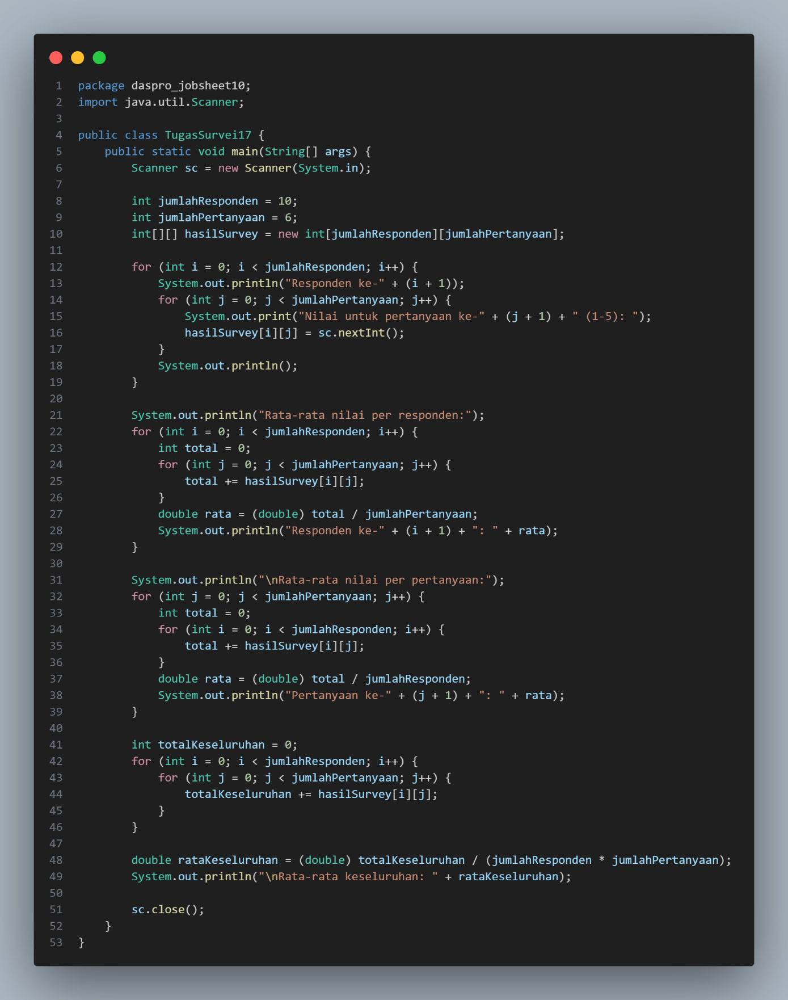 1 package daspro_jobsheet10;
2 import java.util.Scanner;
3
4 public class TugasSurvei17 {
5     public static void main(String[] args) {
6         Scanner sc = new Scanner(System.in);
7
8         int jumlahResponden = 10;
9         int jumlahPertanyaan = 6;
10         int[][] hasilSurvey = new int[jumlahResponden][jumlahPertanyaan];
11
12         for (int i = 0; i < jumlahResponden; i++) {
13             System.out.println("Responden ke-" + (i + 1));
14             for (int j = 0; j < jumlahPertanyaan; j++) {
15                 System.out.print("Nilai untuk pertanyaan ke-" + (j + 1) + " (1-5): ");
16                 hasilSurvey[i][j] = sc.nextInt();
17             }
18             System.out.println();
19         }
20
21         System.out.println("Rata-rata nilai per responden:");
22         for (int i = 0; i < jumlahResponden; i++) {
23             int total = 0;
24             for (int j = 0; j < jumlahPertanyaan; j++) {
25                 total += hasilSurvey[i][j];
26             }
27             double rata = (double) total / jumlahPertanyaan;
28             System.out.println("Responden ke-" + (i + 1) + ": " + rata);
29         }
30
31         System.out.println("\nRata-rata nilai per pertanyaan:");
32         for (int j = 0; j < jumlahPertanyaan; j++) {
33             int total = 0;
34             for (int i = 0; i < jumlahResponden; i++) {
35                 total += hasilSurvey[i][j];
36             }
37             double rata = (double) total / jumlahResponden;
38             System.out.println("Pertanyaan ke-" + (j + 1) + ": " + rata);
39         }
40
41         int totalKeseluruhan = 0;
42         for (int i = 0; i < jumlahResponden; i++) {
43             for (int j = 0; j < jumlahPertanyaan; j++) {
44                 totalKeseluruhan += hasilSurvey[i][j];
45             }
46         }
47
48         double rataKeseluruhan = (double) totalKeseluruhan / (jumlahResponden * jumlahPertanyaan);
49         System.out.println("\nRata-rata keseluruhan: " + rataKeseluruhan);
50
51         sc.close();
52     }
53 }